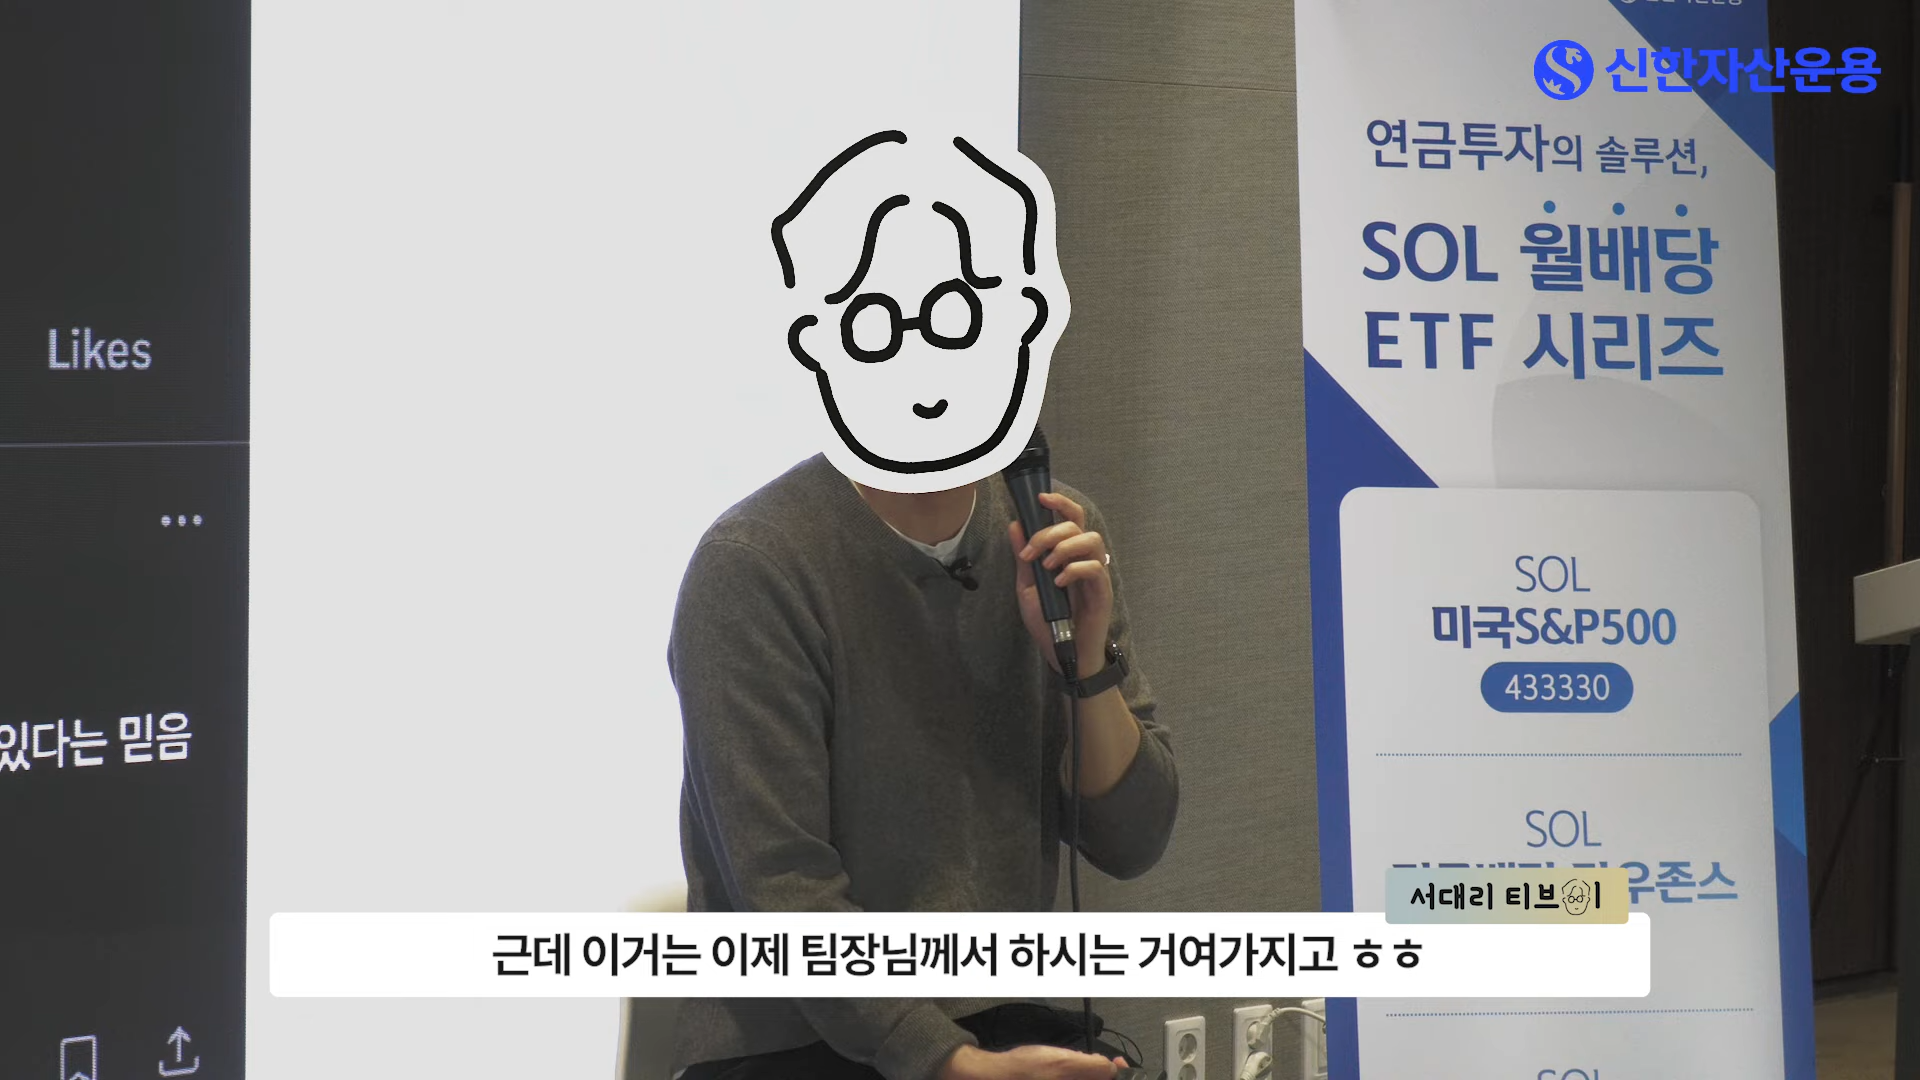 신한자산운용
연금투자의 솔루션,
SOL 월배당
ETF 시리즈
Likes
SOL
미국S&P500
433330
있다는 믿음
SOL
우존스
서대리 티브이
근데 이거는 이제 팀장님께서 하시는 거여가지고 ㅎㅎ
SOL